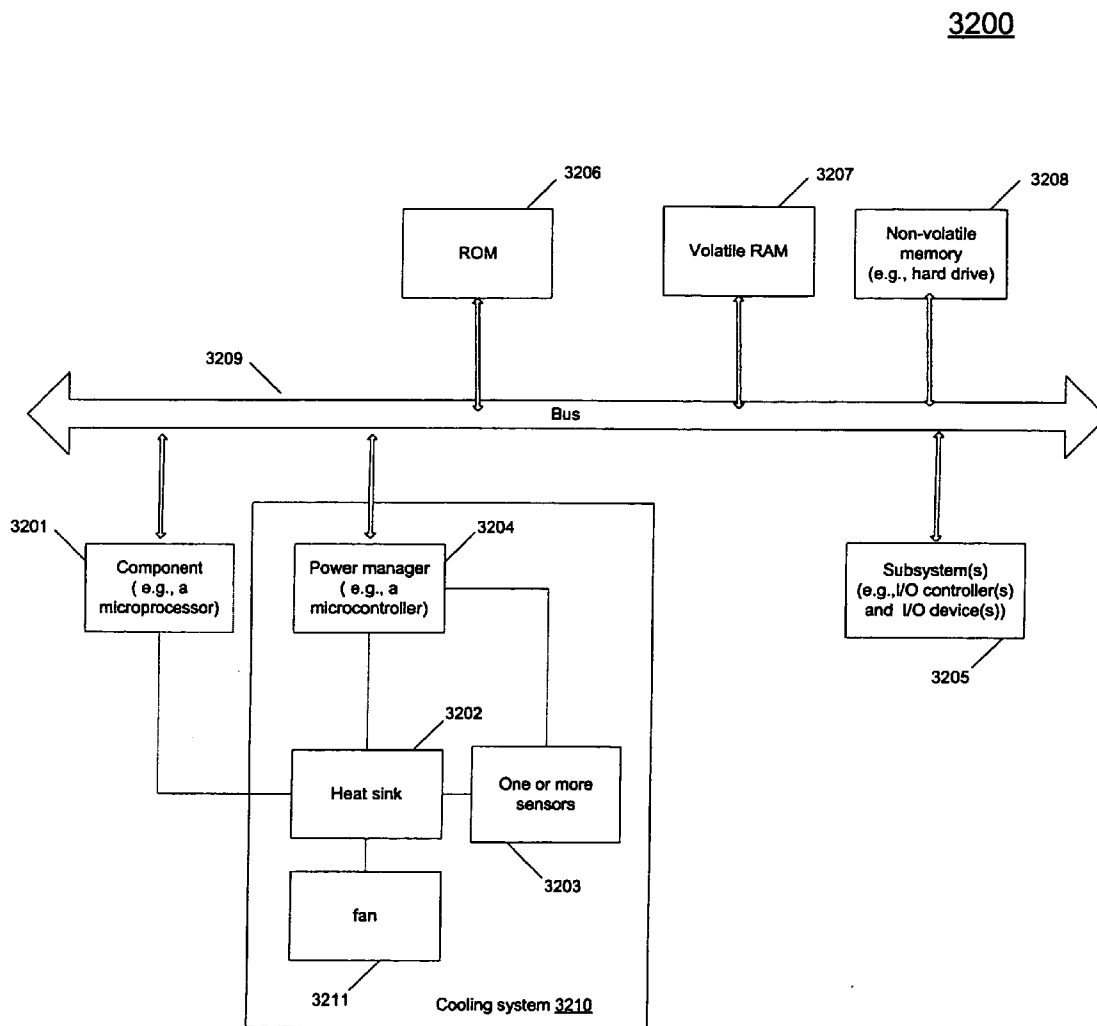 3200
3206
3207
3208
ROM
Volatile RAM
Non-volatile
memory
(e.g., hard drive)
3209
Bus
3201
3204
Component
( e.g., a
microprocessor)
Power manager
( e.g., a
microcontroller)
Subsystem(s)
(e.g.,I/O controller(s)
and I/O device(s))
3205
3202
Heat sink
One or more
sensors
3203
fan
3211
Cooling system 3210